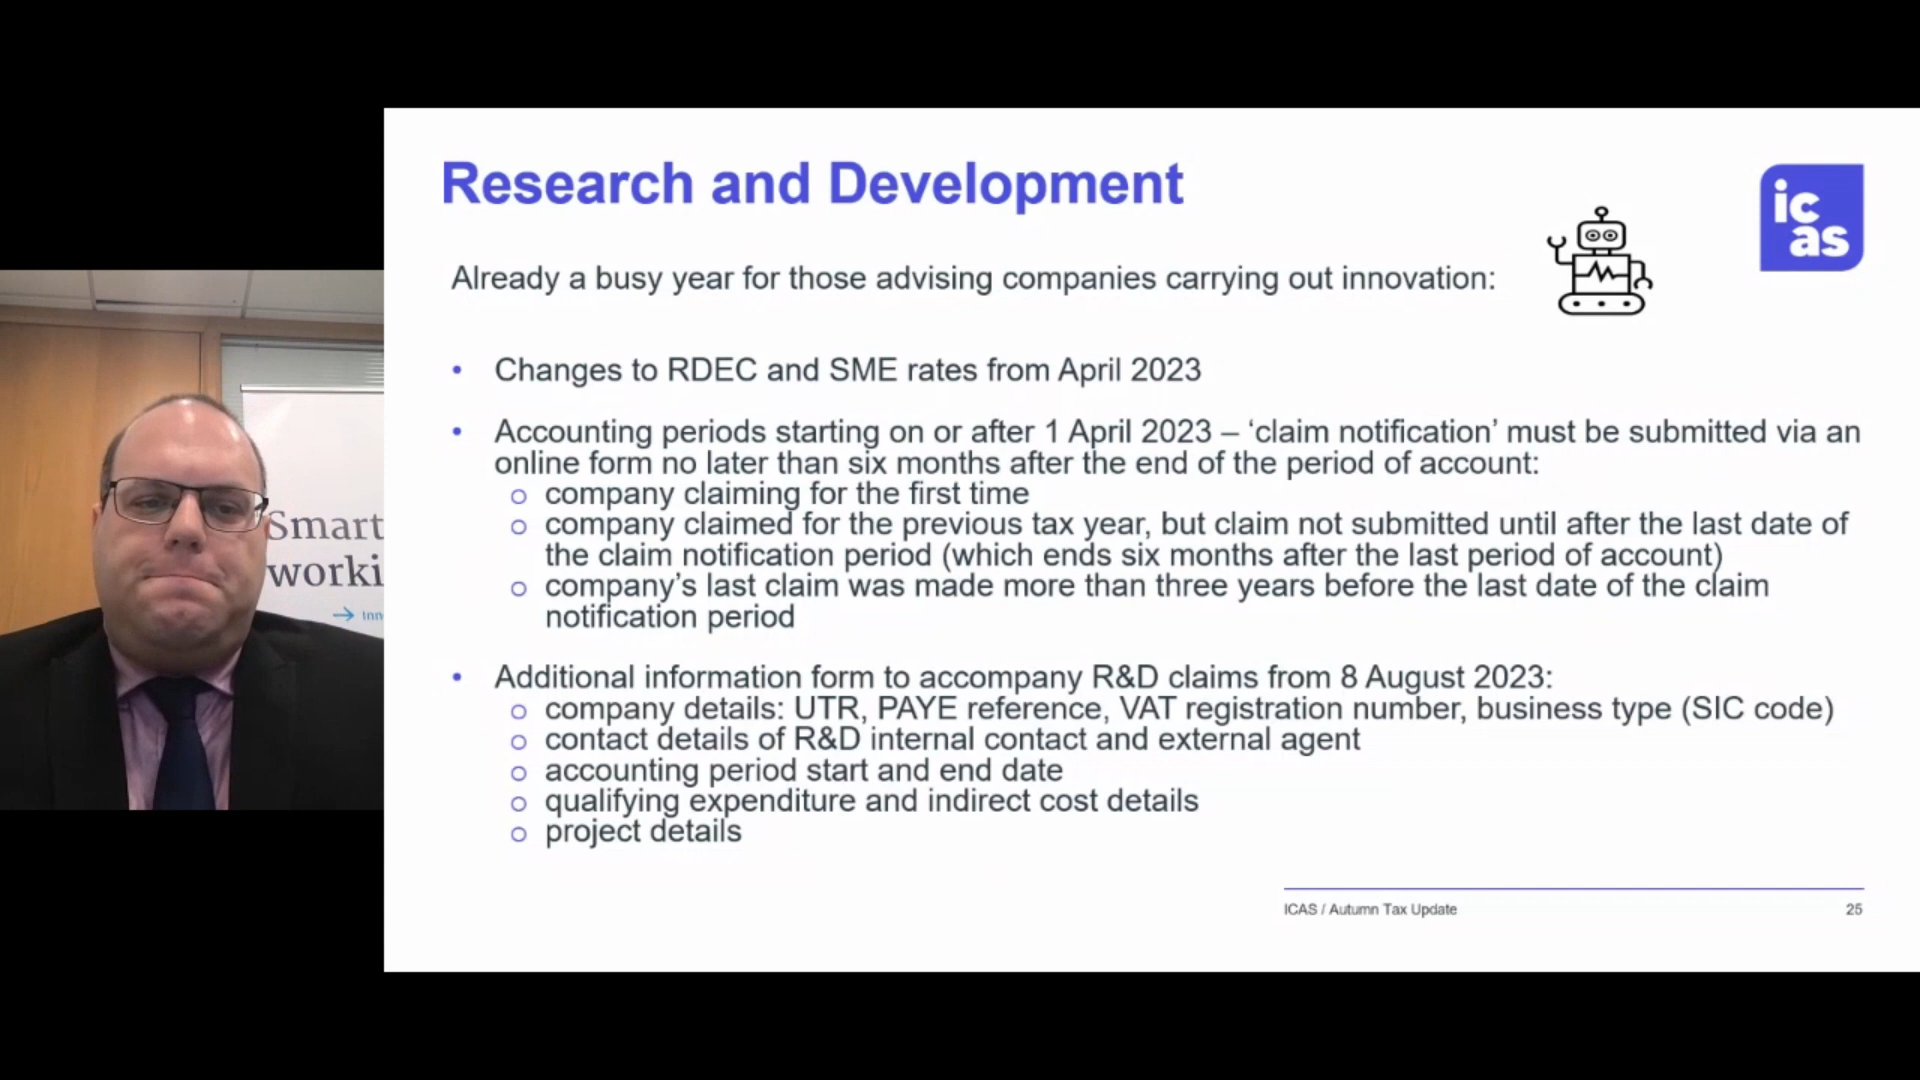 Research and Development
ic
as
Already a busy year for those advising companies carrying out innovation:
• Changes to RDEC and SME rates from April 2023
• Accounting periods starting on or after 1 April 2023 – ‘claim notification’ must be submitted via an
online form no later than six months after the end of the period of account:
o company claiming for the first time
o company claimed for the previous tax year, but claim not submitted until after the last date of
the claim notification period (which ends six months after the last period of account)
o company’s last claim was made more than three years before the last date of the claim
notification period
• Additional information form to accompany R&D claims from 8 August 2023:
o company details: UTR, PAYE reference, VAT registration number, business type (SIC code)
o contact details of R&D internal contact and external agent
o accounting period start and end date
o qualifying expenditure and indirect cost details
o project details
ICAS / Autumn Tax Update
25
Smart
worki
→ Inn